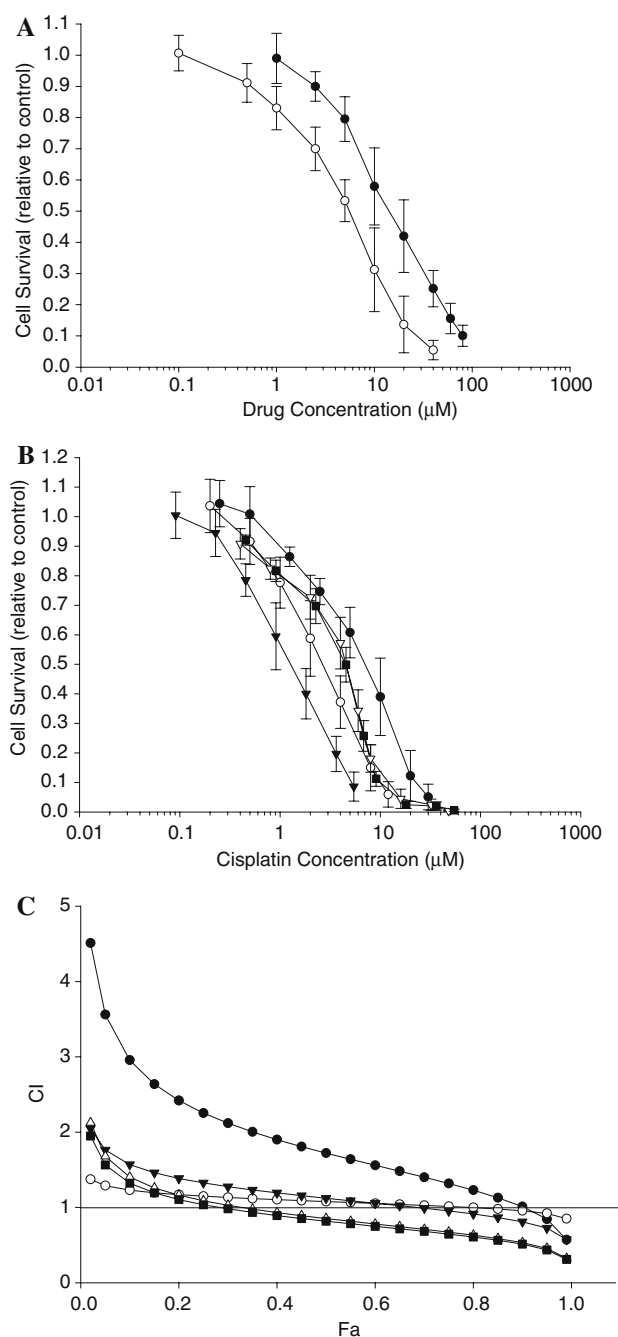 A
1.1
1.0
0.9
0.8
0.7
0.6
0.5
0.4
0.3
0.2
0.1
0.0
Cell Survival (relative to control)
0.01 0.1 1 10 100 1000
Drug Concentration (μM)
B
1.2
1.1
1.0
0.9
0.8
0.7
0.6
0.5
0.4
0.3
0.2
0.1
0.0
Cell Survival (relative to control)
0.01 0.1 1 10 100 1000
Cisplatin Concentration (μM)
C
5
4
3
2
1
0
CI
0.0 0.2 0.4 0.6 0.8 1.0
Fa